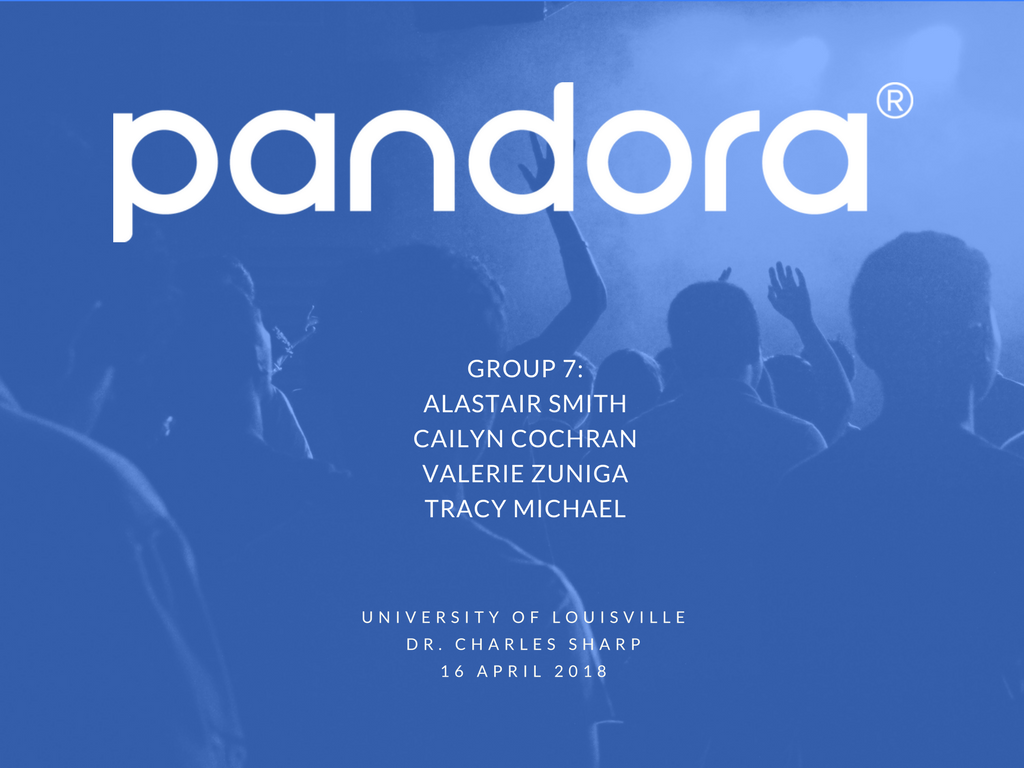 pandora®
GROUP 7:
ALASTAIR SMITH
CAILYN COCHRAN
VALERIE ZUNIGA
TRACY MICHAEL
UNIVERSITY OF LOUISVILLE
DR. CHARLES SHARP
16 APRIL 2018